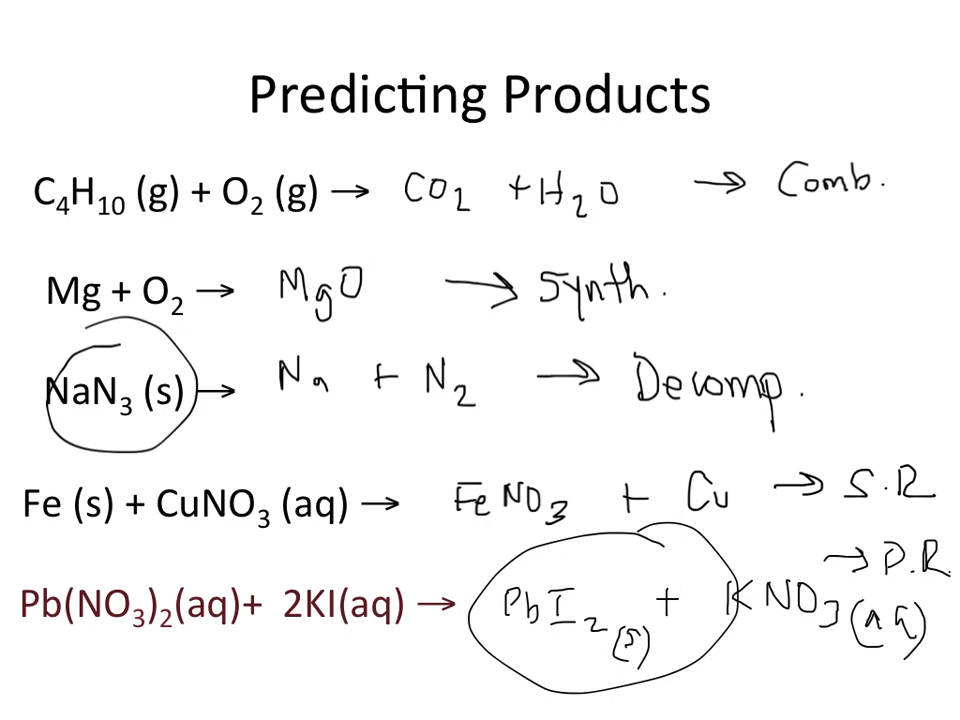 Predicting Products
C₄H₁₀ (g) + O₂ (g) → CO₂ + H₂O → Comb.
Mg + O₂ → MgO → Synth.
NaN₃ (s) → Na + N₂ → Decomp.
Fe (s) + CuNO₃ (aq) → FeNO₃ + Cu → S.R
→ P.R.
Pb(NO₃)₂(aq)+ 2KI(aq) → PbI₂(s) + KNO₃(aq)